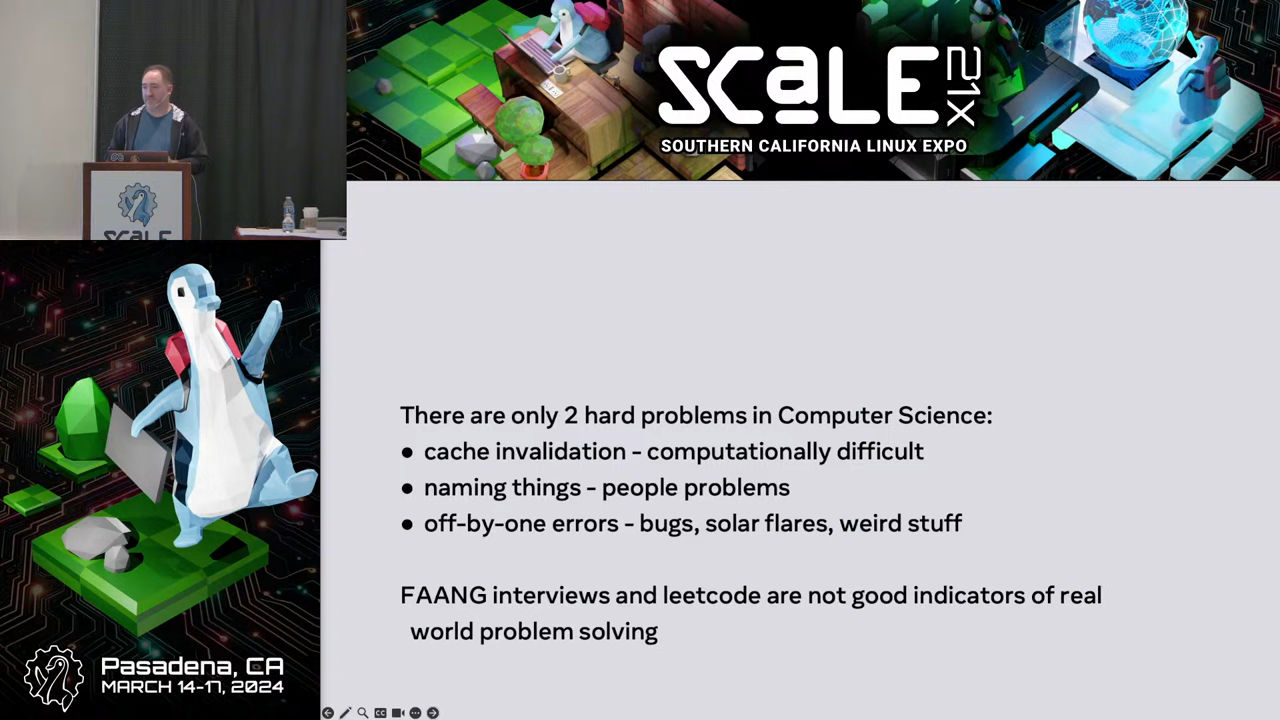 SCaLE 21X
SOUTHERN CALIFORNIA LINUX EXPO
SCALE
There are only 2 hard problems in Computer Science:
● cache invalidation - computationally difficult
● naming things - people problems
● off-by-one errors - bugs, solar flares, weird stuff
FAANG interviews and leetcode are not good indicators of real
world problem solving
Pasadena, CA
MARCH 14-17, 2024
CC